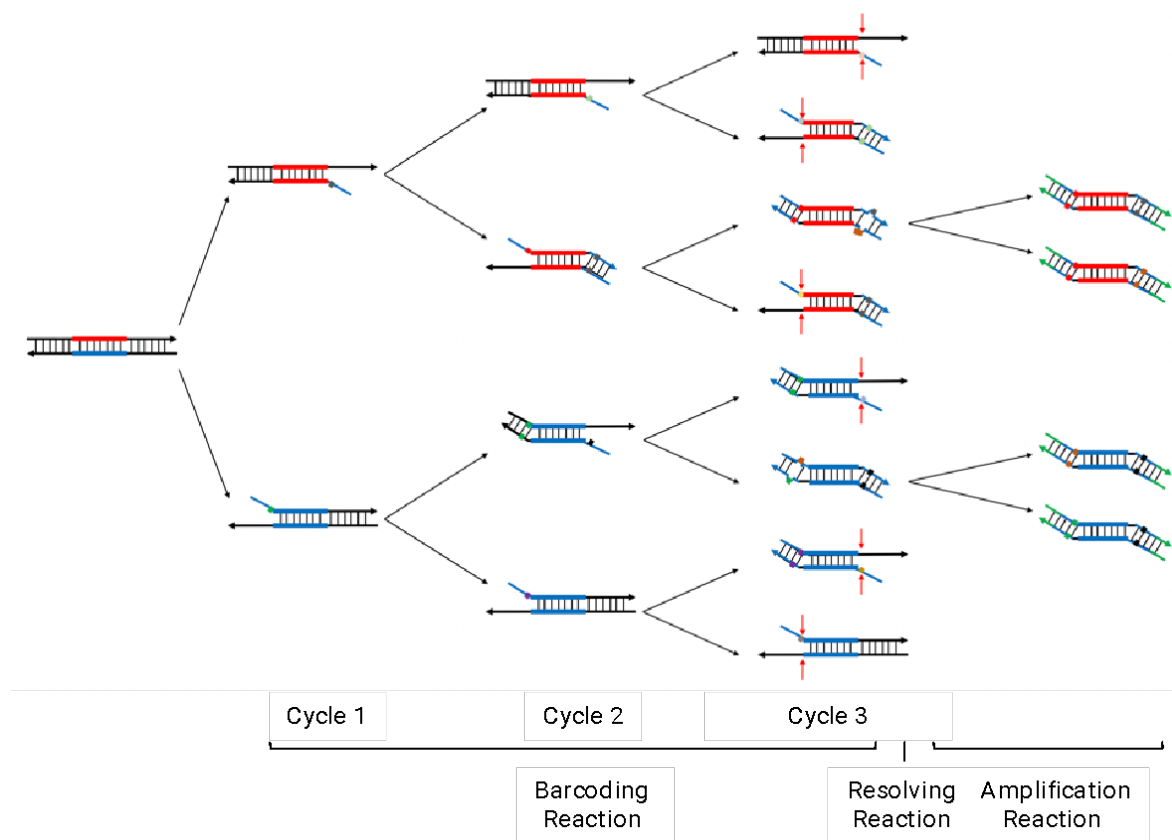 Cycle 1
Cycle 2
Cycle 3
Barcoding
Reaction
Resolving
Reaction
Amplification
Reaction